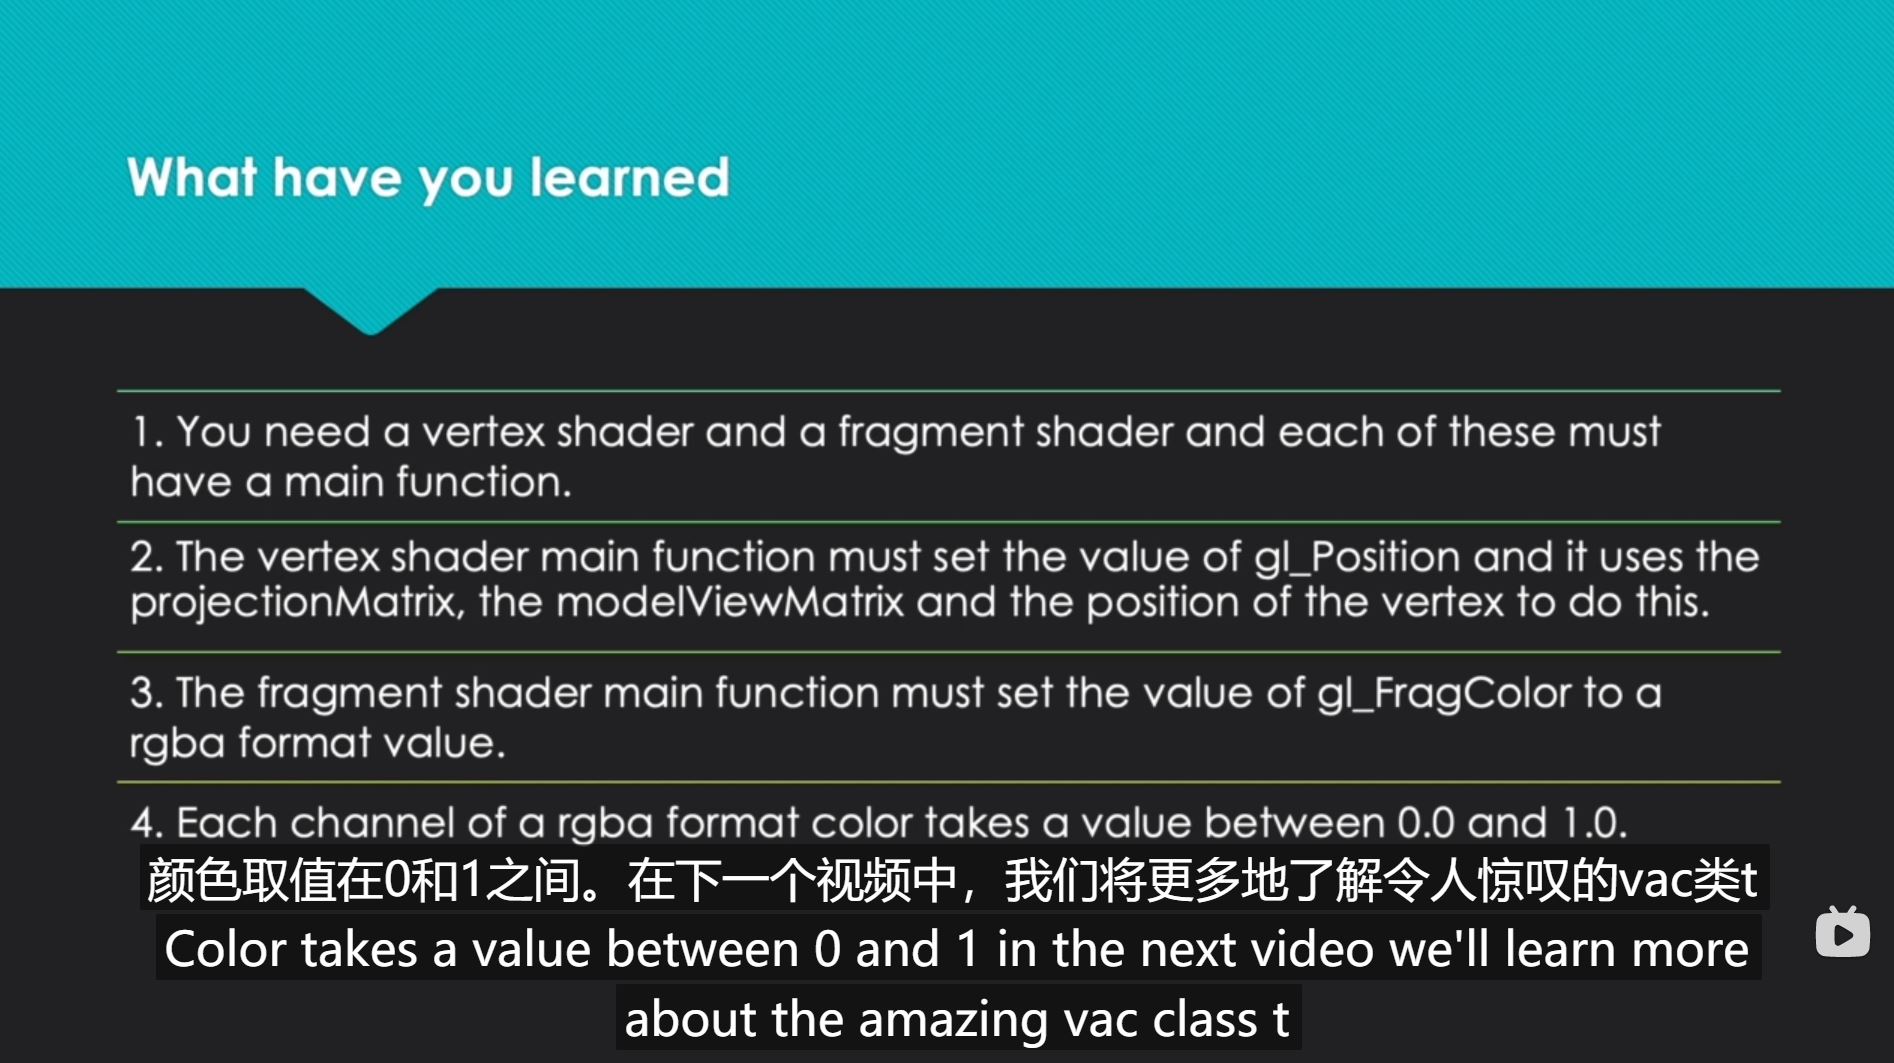 What have you learned
1. You need a vertex shader and a fragment shader and each of these must
have a main function.
2. The vertex shader main function must set the value of gl_Position and it uses the
projectionMatrix, the modelViewMatrix and the position of the vertex to do this.
3. The fragment shader main function must set the value of gl_FragColor to a
rgba format value.
4. Each channel of a rgba format color takes a value between 0.0 and 1.0.
颜色取值在0和1之间。在下一个视频中，我们将更多地了解令人惊叹的vac类t
Color takes a value between 0 and 1 in the next video we'll learn more
about the amazing vac class t